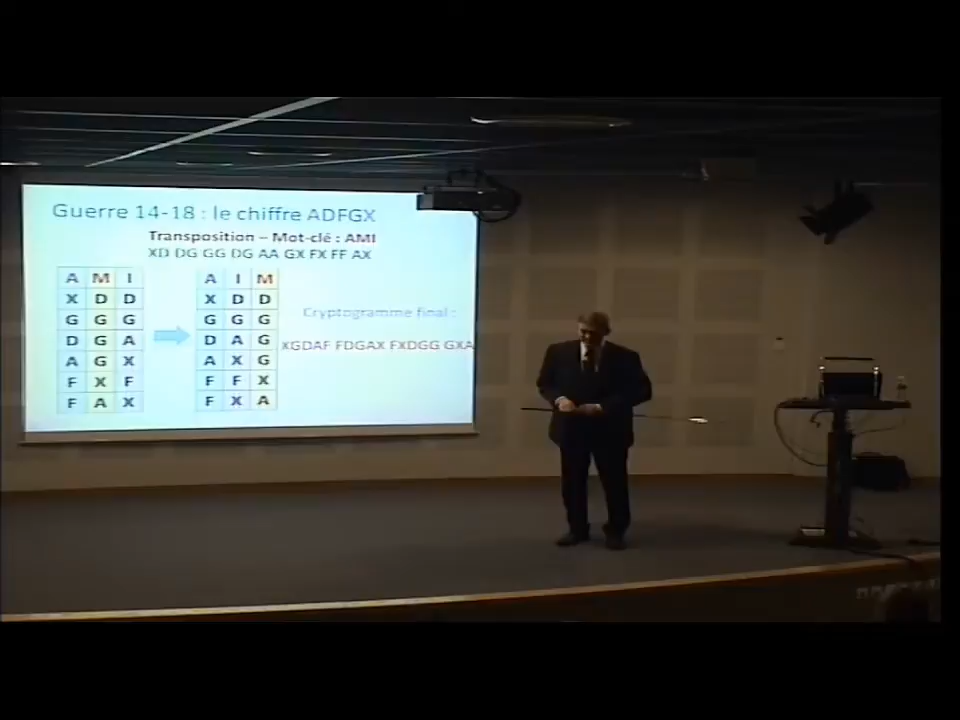 Guerre 14-18 : le chiffre ADFGX
Transposition – Mot-clé : AMI
XD DG GG DG AA GX FX FF AX
A M I
X D D
G G G
D G A
A G X
F X F
F A X
A I M
X D D
G G G
D A G
A X G
F F X
F X A
Cryptogramme final :
XGDAF FDGAX FXDGG GXA